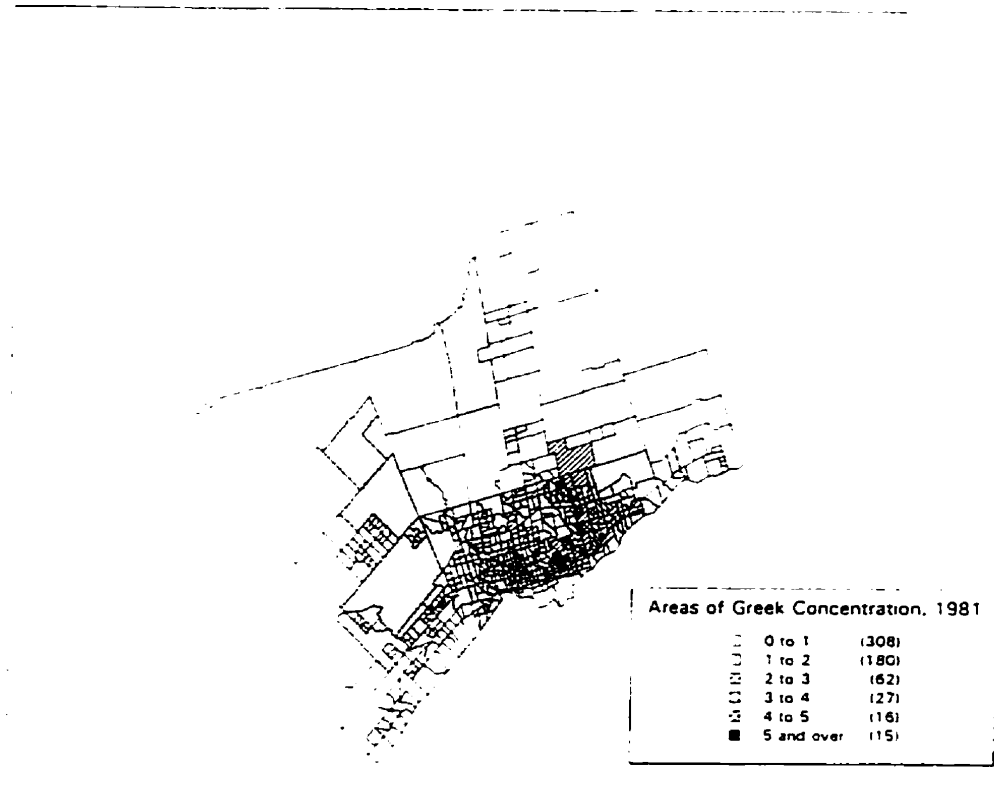 Areas of Greek Concentration, 1981
0 to 1 (308)
1 to 2 (180)
2 to 3 (62)
3 to 4 (27)
4 to 5 (16)
5 and over (15)